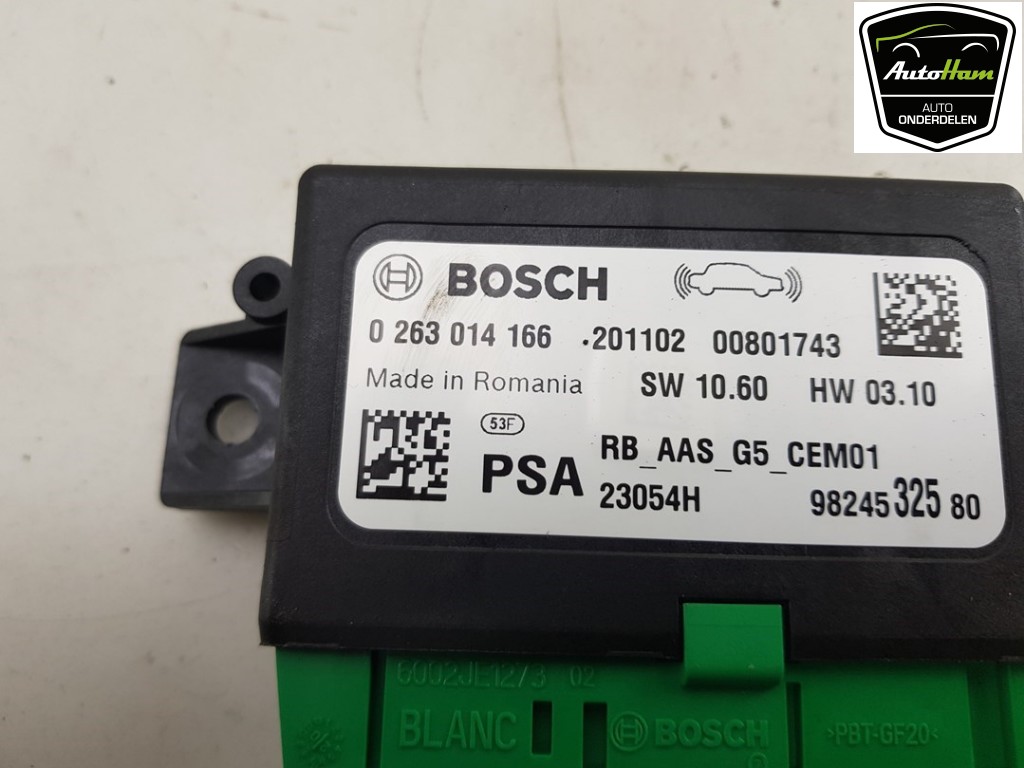 AutoHam
AUTO
ONDERDELEN
BOSCH
0 263 014 166 .201102 00801743
Made in Romania SW 10.60 HW 03.10
53F
PSA RB_AAS_G5_CEM01
23054H 98245 325 80
02
BLANC BOSCH >PBT-GF20<